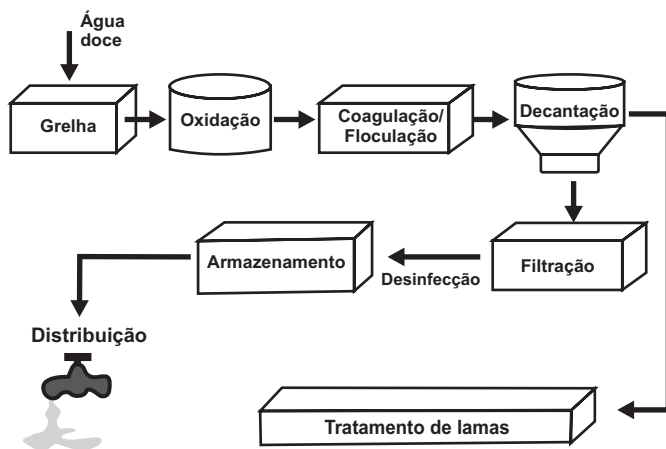 Água
doce
Grelha
Oxidação
Coagulação/
Floculação
Decantação
Armazenamento
Desinfecção
Filtração
Distribuição
Tratamento de lamas